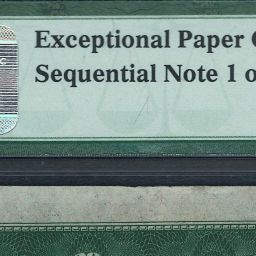 Exceptional Paper
Sequential Note 1